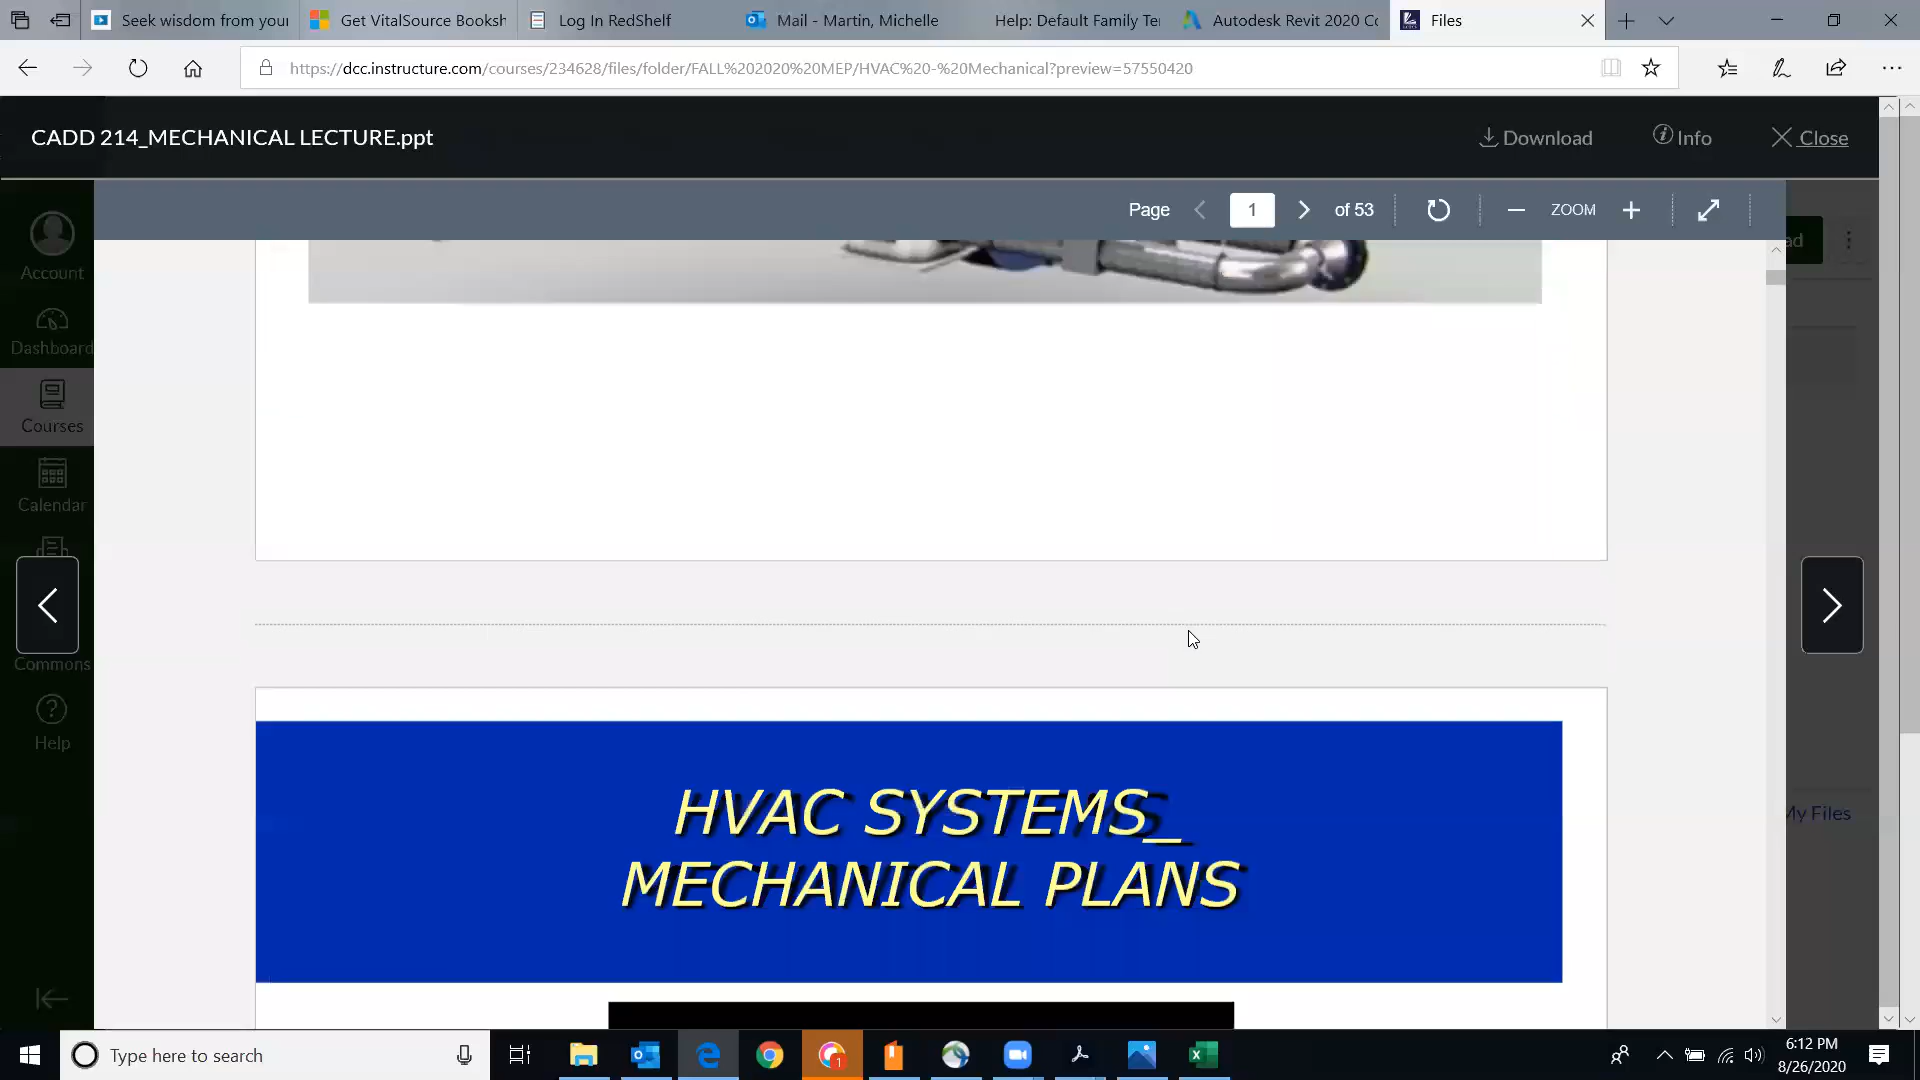 Seek wisdom from your
Get VitalSource Booksh
Log In RedShelf
Mail - Martin, Michelle
Help: Default Family Te
Autodesk Revit 2020 Co
Files
https://dcc.instructure.com/courses/234628/files/folder/FALL%202020%20MEP/HVAC%20-%20Mechanical?preview=57550420
CADD 214_MECHANICAL LECTURE.ppt
Download
Info
Close
Page
1
of 53
ZOOM
ad
Account
Dashboard
Courses
Calendar
Commons
Help
My Files
HVAC SYSTEMS_
MECHANICAL PLANS
Type here to search
1
6:12 PM
8/26/2020